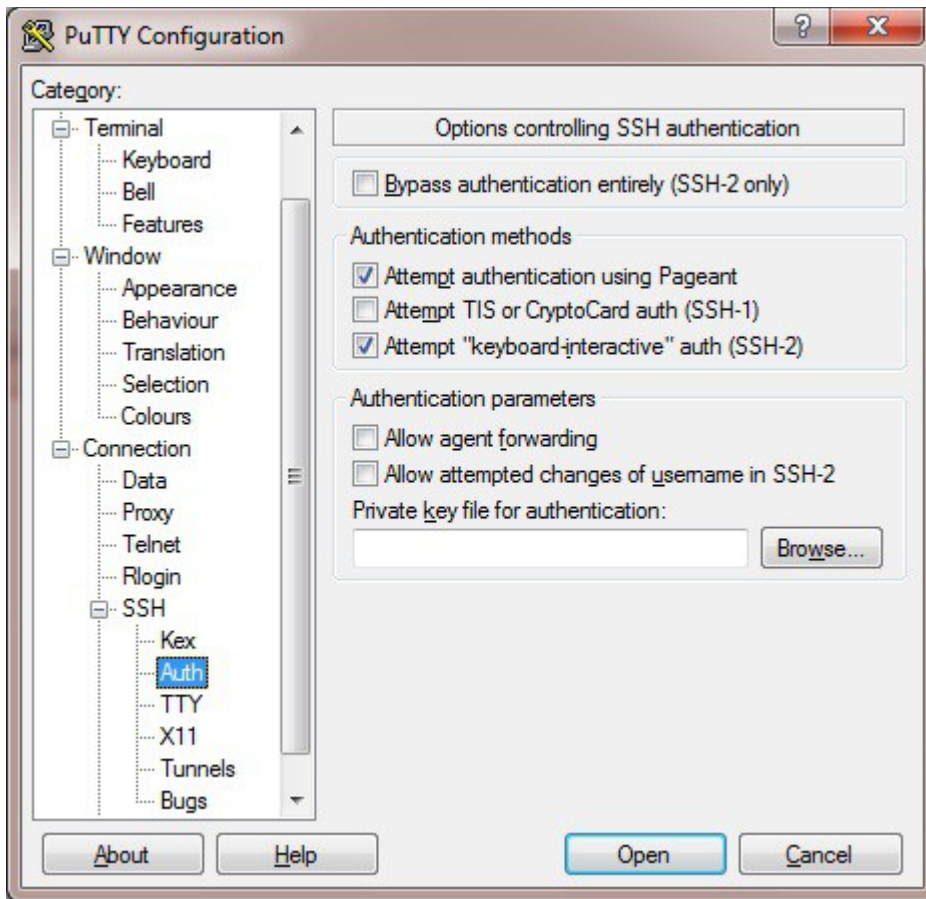 PuTTY Configuration
Category:
Terminal
Keyboard
Bell
Features
Window
Appearance
Behaviour
Translation
Selection
Colours
Connection
Data
Proxy
Telnet
Rlogin
SSH
Kex
Auth
TTY
X11
Tunnels
Bugs
Options controlling SSH authentication
Bypass authentication entirely (SSH-2 only)
Authentication methods
Attempt authentication using Pageant
Attempt TIS or CryptoCard auth (SSH-1)
Attempt "keyboard-interactive" auth (SSH-2)
Authentication parameters
Allow agent forwarding
Allow attempted changes of username in SSH-2
Private key file for authentication:
Browse...
About
Help
Open
Cancel